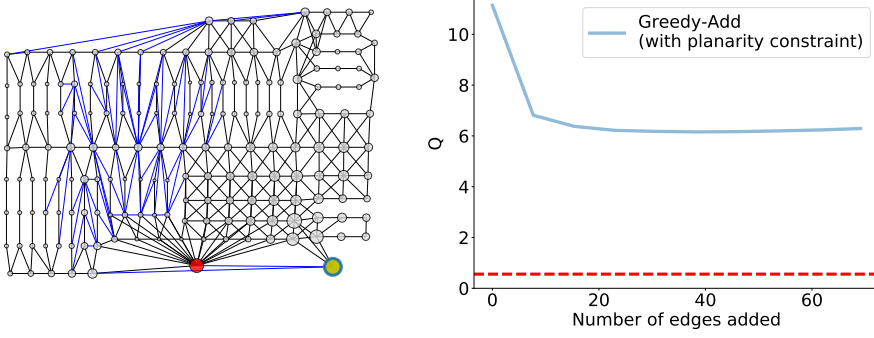 Greedy-Add
(with planarity constraint)
10
8
6
4
2
0
Q
0 20 40 60
Number of edges added